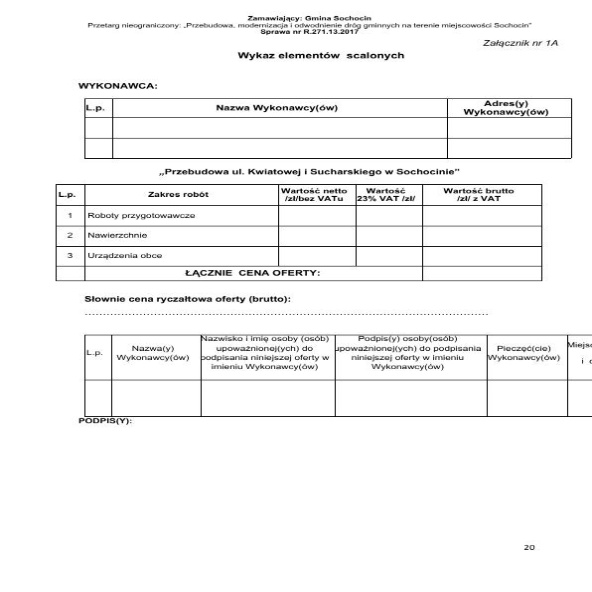 Zamawiający: Gmina Sochocin
Przetarg nieograniczony: „Przebudowa, modernizacja i odwodnienie dróg gminnych na terenie miejscowości Sochocin"
Sprawa nr R.271.13.2017
Załącznik nr 1A
Wykaz elementów scalonych
WYKONAWCA:
L.p. Nazwa Wykonawcy(ów) Adres(y) Wykonawcy(ów)
„Przebudowa ul. Kwiatowej i Sucharskiego w Sochocinie"
L.p. Zakres robót Wartość netto /zł/bez VATu Wartość 23% VAT /zł/ Wartość brutto /zł/ z VAT
1 Roboty przygotowawcze
2 Nawierzchnie
3 Urządzenia obce
ŁĄCZNIE CENA OFERTY:
Słownie cena ryczałtowa oferty (brutto):
........................................................................................................
L.p. Nazwa(y) Wykonawcy(ów) Nazwisko i imię osoby (osób) upoważnionej(ych) do podpisania niniejszej oferty w imieniu Wykonawcy(ów) Podpis(y) osoby(osób) upoważnionej(ych) do podpisania niniejszej oferty w imieniu Wykonawcy(ów) Pieczęć(cie) Wykonawcy(ów) i
PODPIS(Y):
20